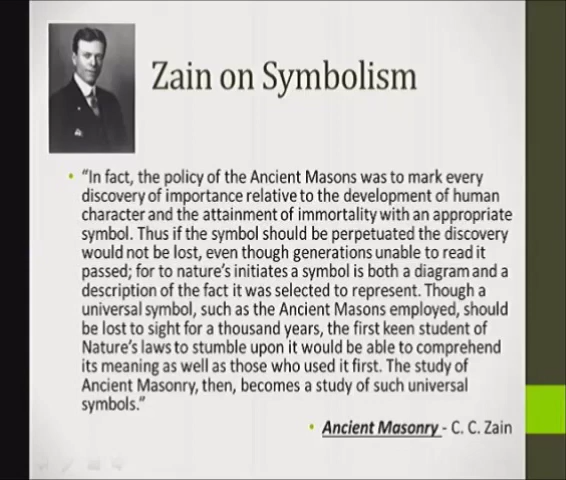 Zain on Symbolism
• "In fact, the policy of the Ancient Masons was to mark every
discovery of importance relative to the development of human
character and the attainment of immortality with an appropriate
symbol. Thus if the symbol should be perpetuated the discovery
would not be lost, even though generations unable to read it
passed; for to nature's initiates a symbol is both a diagram and a
description of the fact it was selected to represent. Though a
universal symbol, such as the Ancient Masons employed, should
be lost to sight for a thousand years, the first keen student of
Nature's laws to stumble upon it would be able to comprehend
its meaning as well as those who used it first. The study of
Ancient Masonry, then, becomes a study of such universal
symbols."
• Ancient Masonry - C. C. Zain